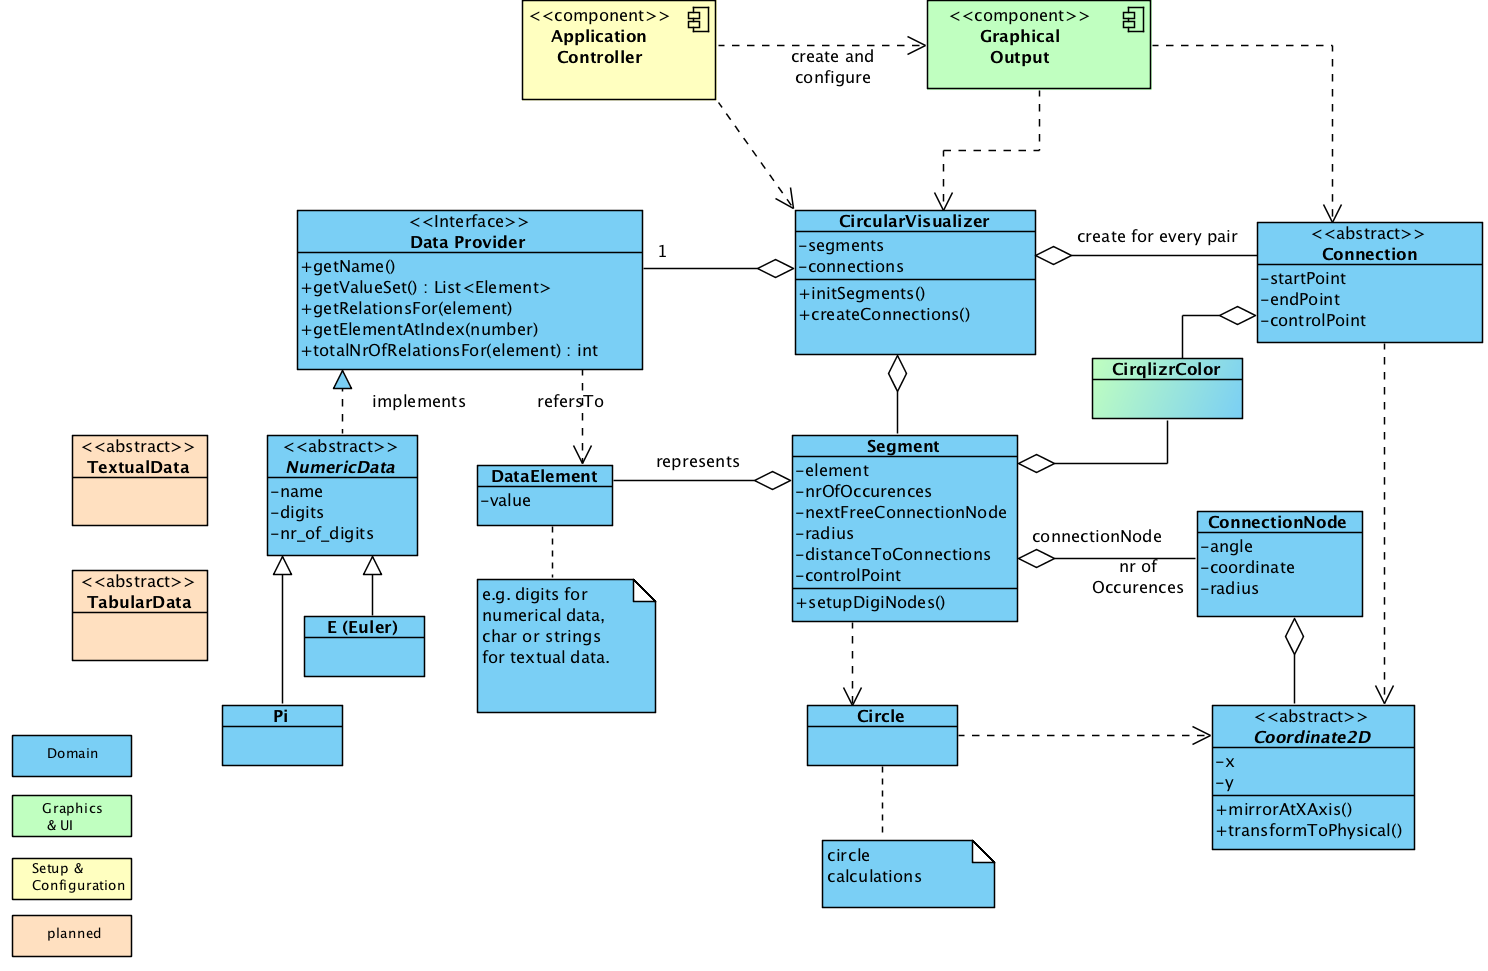 <<component>>
Application
Controller
create and
configure
<<component>>
Graphical
Output
<<Interface>>
Data Provider
+getName()
+getValueSet() : List<Element>
+getRelationsFor(element)
+getElementAtIndex(number)
+totalNrOfRelationsFor(element) : int
1
CircularVisualizer
-segments
-connections
+initSegments()
+createConnections()
create for every pair
<<abstract>>
Connection
-startPoint
-endPoint
-controlPoint
CirqlizrColor
implements
refersTo
<<abstract>>
TextualData
<<abstract>>
NumericData
-name
-digits
-nr_of_digits
DataElement
-value
represents
Segment
-element
-nrOfOccurences
-nextFreeConnectionNode
-radius
-distanceToConnections
-controlPoint
+setupDigiNodes()
connectionNode
nr of
Occurences
ConnectionNode
-angle
-coordinate
-radius
<<abstract>>
TabularData
E (Euler)
e.g. digits for
numerical data,
char or strings
for textual data.
Pi
Circle
<<abstract>>
Coordinate2D
-x
-y
+mirrorAtXAxis()
+transformToPhysical()
circle
calculations
Domain
Graphics
& UI
Setup &
Configuration
planned